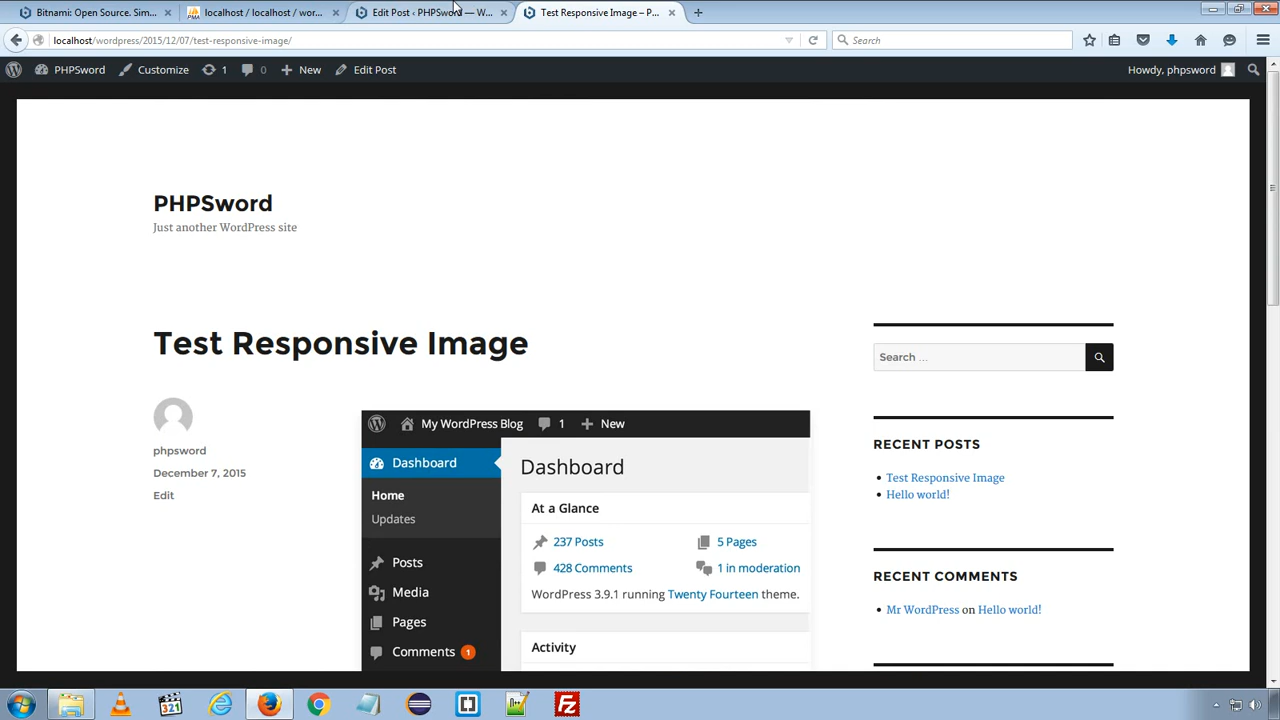 Bitnami: Open Source. Sim...
localhost / localhost / wor...
Edit Post ‹ PHPSword — W...
Test Responsive Image – P...
localhost/wordpress/2015/12/07/test-responsive-image/
Search
PHPSword
Customize
1
0
New
Edit Post
Howdy, phpsword
PHPSword
Just another WordPress site
Test Responsive Image
Search ...
phpsword
December 7, 2015
Edit
My WordPress Blog
1
New
Dashboard
Dashboard
Home
Updates
At a Glance
237 Posts
5 Pages
428 Comments
1 in moderation
WordPress 3.9.1 running Twenty Fourteen theme.
Activity
Posts
Media
Pages
Comments 1
RECENT POSTS
Test Responsive Image
Hello world!
RECENT COMMENTS
Mr WordPress on Hello world!
321